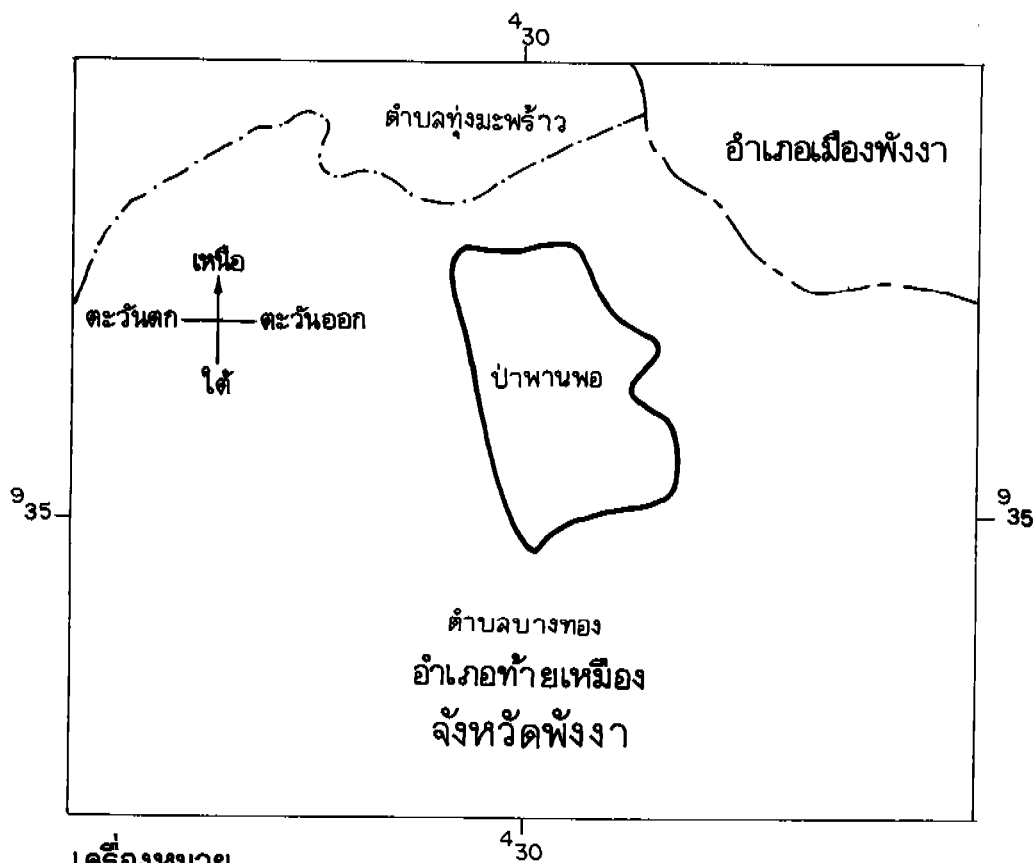 4 30
ตำบลทุ่งมะพร้าว
อำเภอเมืองพังงา
เหนือ
ตะวันตก ตะวันออก
ใต้
ป่าพานพอ
9 35 9 35
ตำบลบางทอง
อำเภอท้ายเหมือง
จังหวัดพังงา
4 30
เครื่องหมาย